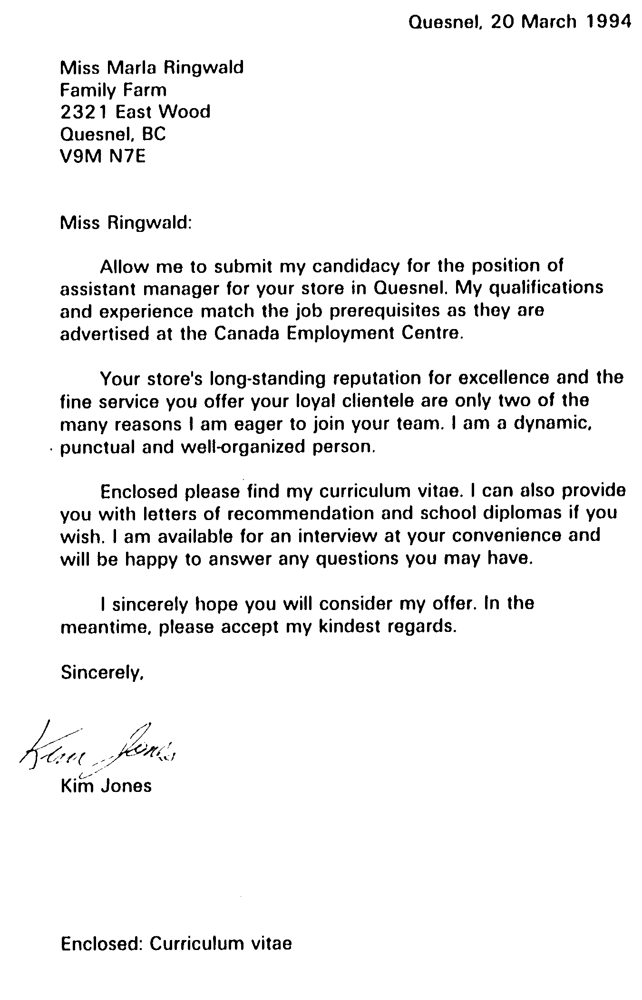 Quesnel, 20 March 1994
Miss Marla Ringwald
Family Farm
2321 East Wood
Quesnel, BC
V9M N7E
Miss Ringwald:
Allow me to submit my candidacy for the position of
assistant manager for your store in Quesnel. My qualifications
and experience match the job prerequisites as they are
advertised at the Canada Employment Centre.
Your store's long-standing reputation for excellence and the
fine service you offer your loyal clientele are only two of the
many reasons I am eager to join your team. I am a dynamic,
punctual and well-organized person.
Enclosed please find my curriculum vitae. I can also provide
you with letters of recommendation and school diplomas if you
wish. I am available for an interview at your convenience and
will be happy to answer any questions you may have.
I sincerely hope you will consider my offer. In the
meantime, please accept my kindest regards.
Sincerely,
Kim Jones
Kim Jones
Enclosed: Curriculum vitae